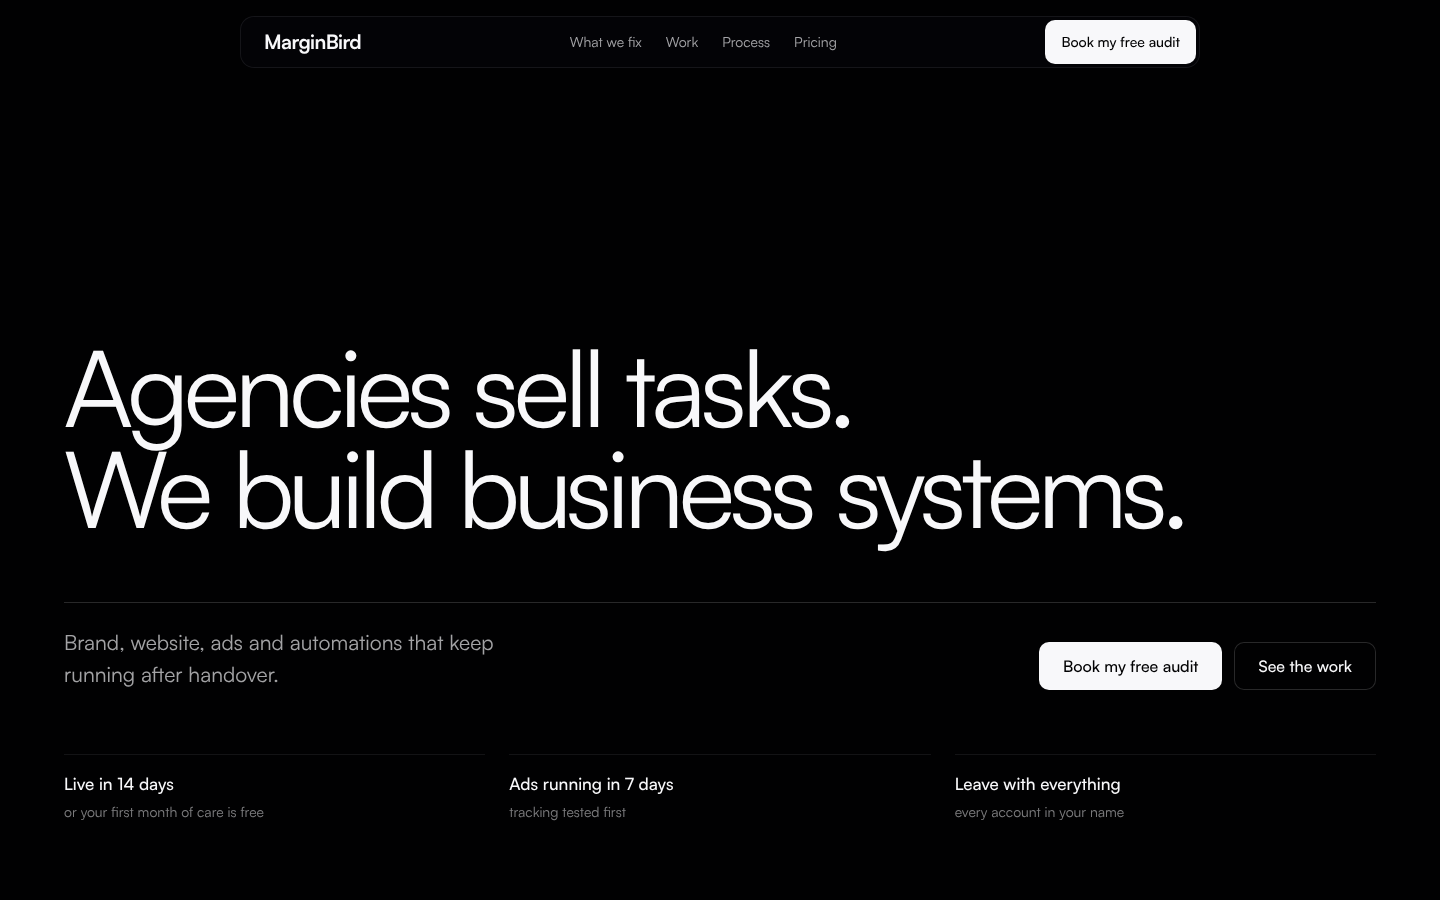 MarginBird
What we fix
Work
Process
Pricing
Book my free audit
Agencies sell tasks.
We build business systems.
Brand, website, ads and automations that keep
running after handover.
Book my free audit
See the work
Live in 14 days
or your first month of care is free
Ads running in 7 days
tracking tested first
Leave with everything
every account in your name